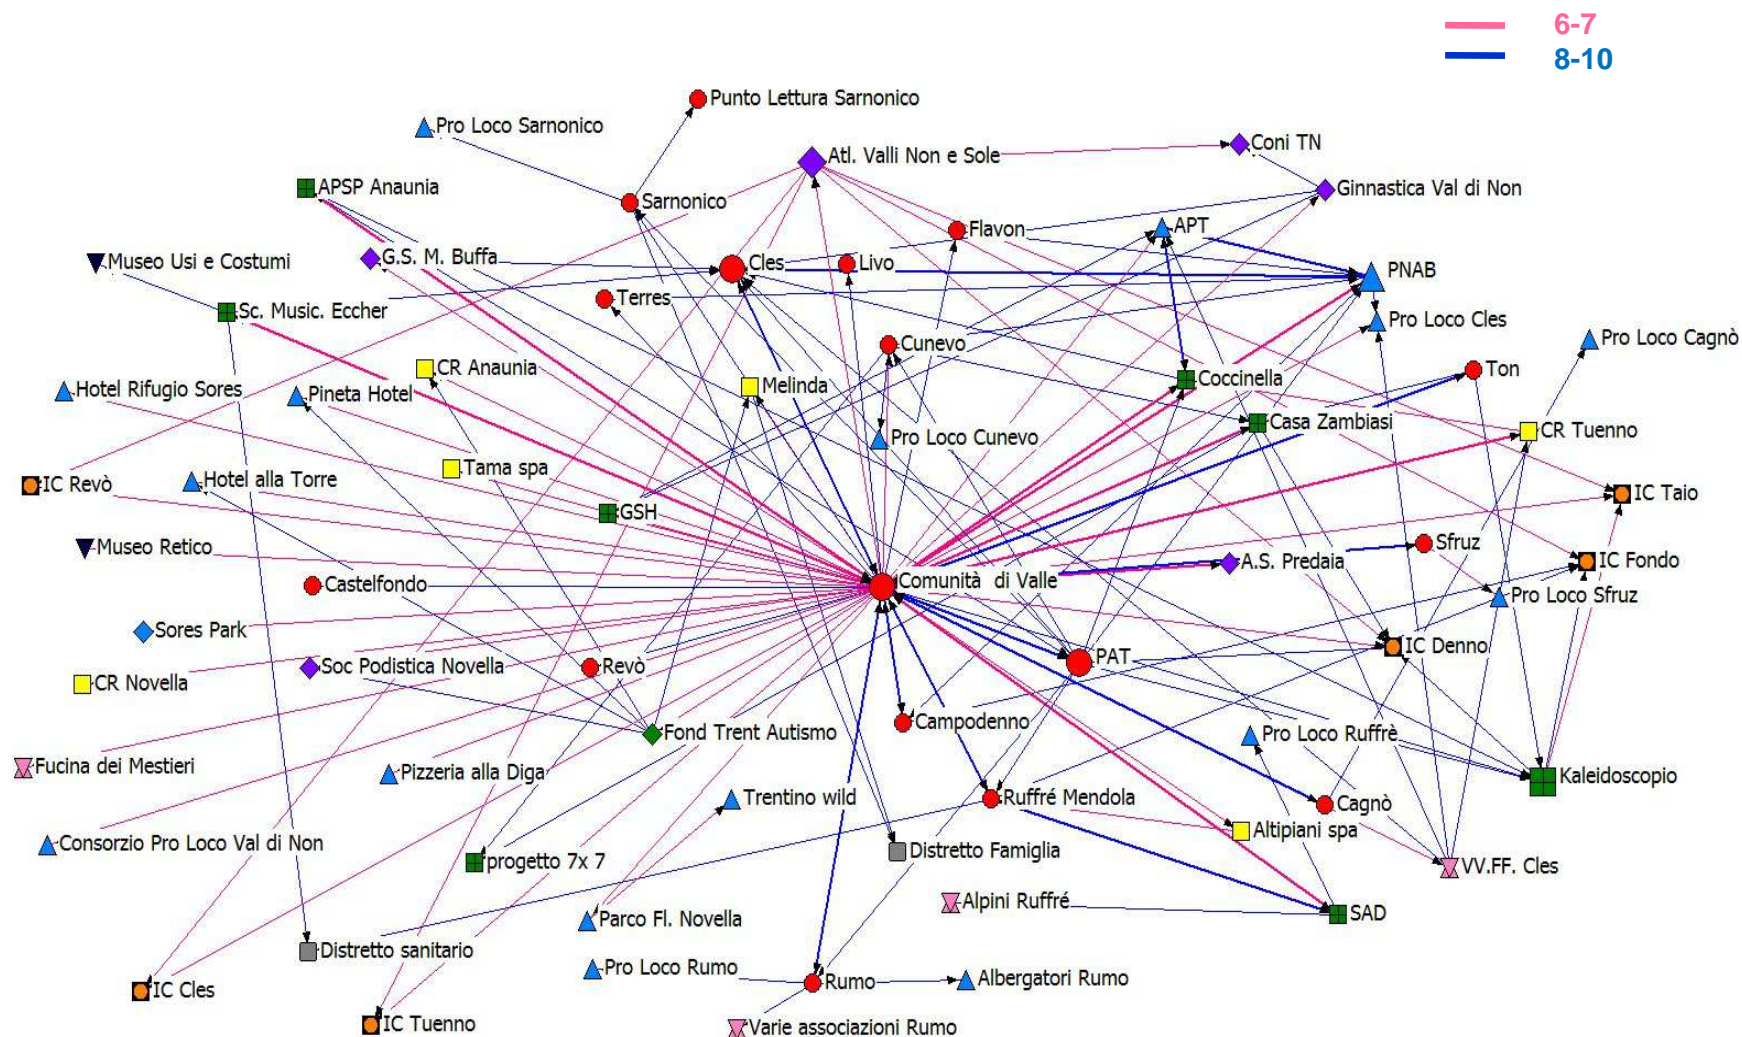 6-7
8-10
Punto Lettura Sarnonico
Pro Loco Sarnonico
Coni TN
Atl. Valli Non e Sole
APSP Anaunia
Ginnastica Val di Non
Sarnonico
Flavon
APT
G.S. M. Buffa
Museo Usi e Costumi
Cles
Livo
PNAB
Terres
Sc. Music. Eccher
Pro Loco Cles
Pro Loco Cagnò
Cunevo
CR Anaunia
Ton
Coccinella
Melinda
Hotel Rifugio Sores
Pineta Hotel
Casa Zambiasi
CR Tuenno
Pro Loco Cunevo
Tama spa
Hotel alla Torre
IC Revò
IC Taio
GSH
Sfruz
Museo Retico
A.S. Predaia
IC Fondo
Comunità di Valle
Castelfondo
Pro Loco Sfruz
Sores Park
IC Denno
PAT
Soc Podistica Novella
Revò
CR Novella
Campodenno
Fond Trent Autismo
Pro Loco Ruffrè
Fucina dei Mestieri
Pizzeria alla Diga
Kaleidoscopio
Trentino wild
Ruffré Mendola
Cagnò
Altipiani spa
Consorzio Pro Loco Val di Non
Distretto Famiglia
progetto 7x 7
VV.FF. Cles
Alpini Ruffré
SAD
Parco Fl. Novella
Distretto sanitario
Pro Loco Rumo
Rumo
Albergatori Rumo
IC Cles
IC Tuenno
Varie associazioni Rumo